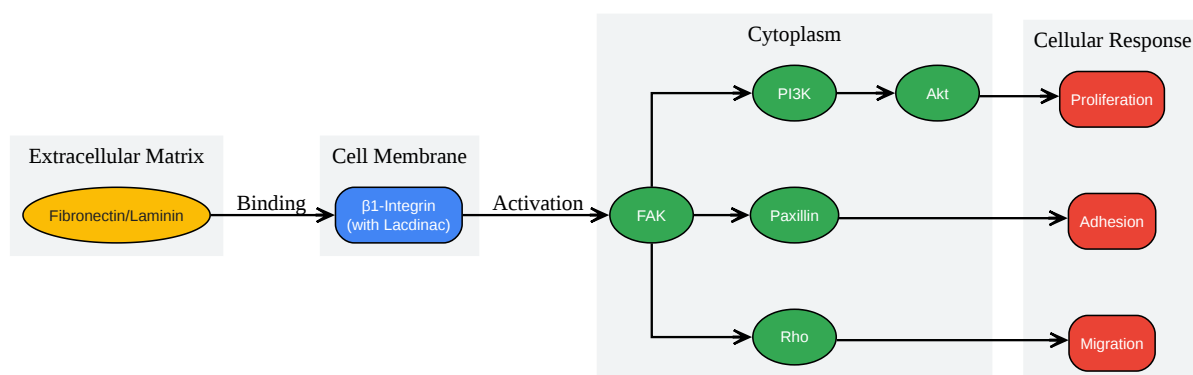 Cytoplasm
Cellular Response
PI3K
Akt
Proliferation
Extracellular Matrix
Cell Membrane
Fibronectin/Laminin
Binding
β1-Integrin
(with Lacdinac)
Activation
FAK
Paxillin
Adhesion
Rho
Migration